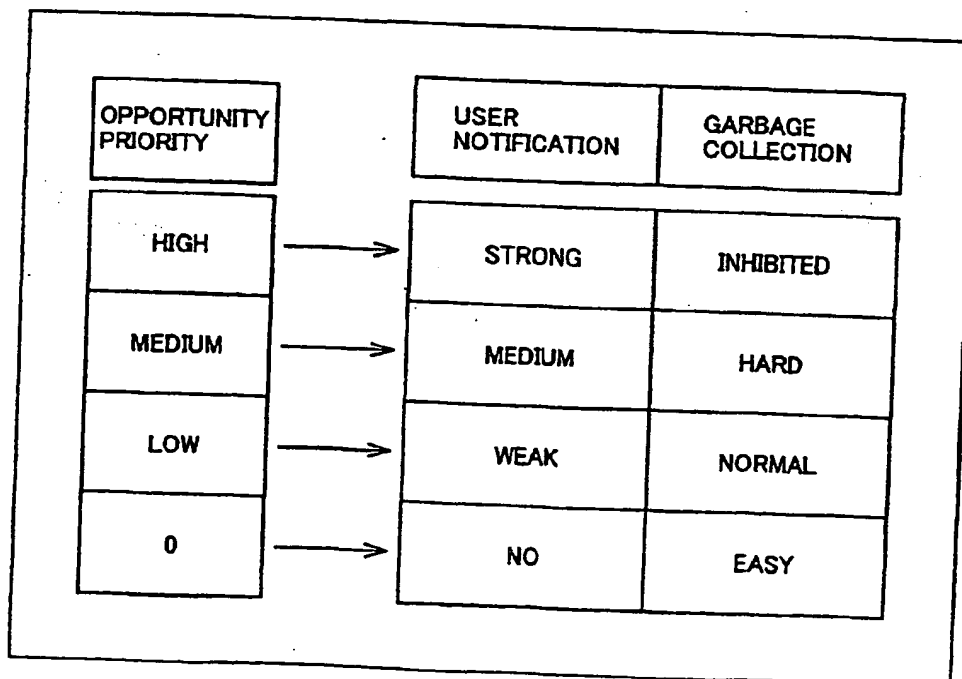 OPPORTUNITY
PRIORITY
USER
NOTIFICATION
GARBAGE
COLLECTION
HIGH
STRONG
INHIBITED
MEDIUM
MEDIUM
HARD
LOW
WEAK
NORMAL
0
NO
EASY